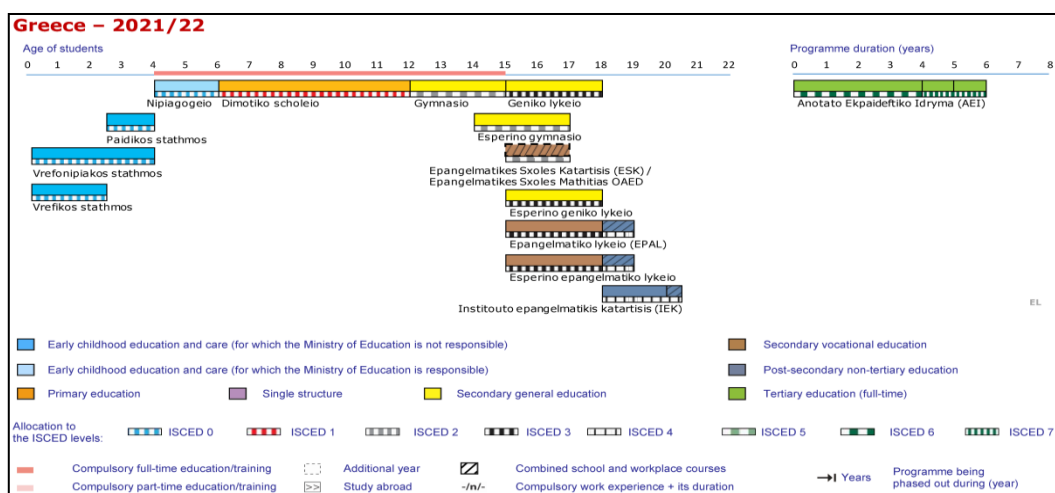 Greece – 2021/22
Age of students
Programme duration (years)
0 1 2 3 4 5 6 7 8 9 10 11 12 13 14 15 16 17 18 19 20 21 22
0 1 2 3 4 5 6 7 8
Nipiagogeio
Dimotiko scholeio
Gymnasio
Geniko lykeio
Anotato Ekpaideftiko Idryma (AEI)
Paidikos stathmos
Esperino gymnasio
Vrefonipiakos stathmos
Epangelmatikes Sxoles Katartisis (ESK) /
Epangelmatikes Sxoles Mathitias OAED
Vrefikos stathmos
Esperino geniko lykeio
Epangelmatiko lykeio (EPAL)
Esperino epangelmatiko lykeio
Institouto epangelmatikis katartisis (IEK)
EL
Early childhood education and care (for which the Ministry of Education is not responsible)
Secondary vocational education
Early childhood education and care (for which the Ministry of Education is responsible)
Post-secondary non-tertiary education
Primary education
Single structure
Secondary general education
Tertiary education (full-time)
Allocation to
the ISCED levels:
ISCED 0
ISCED 1
ISCED 2
ISCED 3
ISCED 4
ISCED 5
ISCED 6
ISCED 7
Compulsory full-time education/training
Additional year
Combined school and workplace courses
Years
Programme being
phased out during (year)
Compulsory part-time education/training
>>
Study abroad
-/n/-
Compulsory work experience + its duration